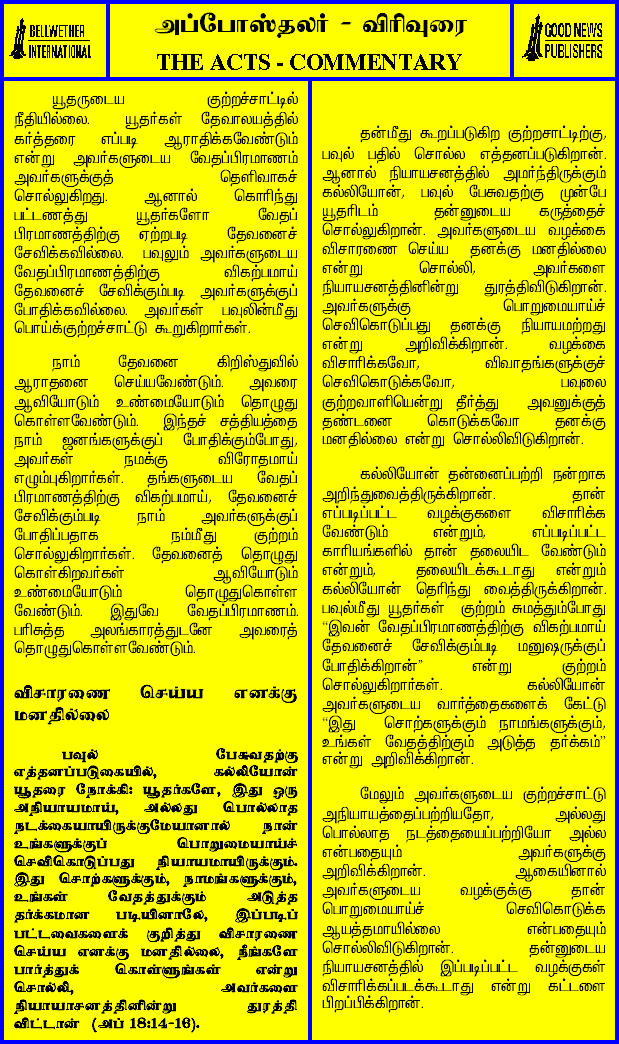 BELLWETHER
INTERNATIONAL
அப்போஸ்தலர் - விரிவுரை
THE ACTS - COMMENTARY
GOOD NEWS
PUBLISHERS
யூதருடைய குற்றச்சாட்டில்
நீதியில்லை. யூதர்கள் தேவாலயத்தில்
கர்த்தரை எப்படி ஆராதிக்கவேண்டும்
என்று அவர்களுடைய வேதப்பிரமாணம்
அவர்களுக்குத் தெளிவாகச்
சொல்லுகிறது. ஆனால் கொரிந்து
பட்டணத்து யூதர்களோ வேதப்
பிரமாணத்திற்கு ஏற்றபடி தேவனைச்
சேவிக்கவில்லை. பவுலும் அவர்களுடைய
வேதப்பிரமாணத்திற்கு விகற்பமாய்
தேவனைச் சேவிக்கும்படி அவர்களுக்குப்
போதிக்கவில்லை. அவர்கள் பவுலின்மீது
பொய்க்குற்றச்சாட்டு கூறுகிறார்கள்.
நாம் தேவனை கிறிஸ்துவில்
ஆராதனை செய்யவேண்டும். அவரை
ஆவியோடும் உண்மையோடும் தொழுது
கொள்ளவேண்டும். இந்தச் சத்தியத்தை
நாம் ஜனங்களுக்குப் போதிக்கும்போது,
அவர்கள் நமக்கு விரோதமாய்
எழும்புகிறார்கள். தங்களுடைய வேதப்
பிரமாணத்திற்கு விகற்பமாய், தேவனைச்
சேவிக்கும்படி நாம் அவர்களுக்குப்
போதிப்பதாக நம்மீது குற்றம்
சொல்லுகிறார்கள். தேவனைத் தொழுது
கொள்கிறவர்கள் ஆவியோடும்
உண்மையோடும் தொழுதுகொள்ள
வேண்டும். இதுவே வேதப்பிரமாணம்.
பரிசுத்த அலங்காரத்துடனே அவரைத்
தொழுதுகொள்ளவேண்டும்.
விசாரணை செய்ய எனக்கு
மனதில்லை
பவுல் பேசுவதற்கு
எத்தனப்படுகையில், கல்லியோன்
யூதரை நோக்கி: யூதர்களே, இது ஒரு
அநியாயமாய், அல்லது பொல்லாத
நடக்கையாயிருக்குமேயானால் நான்
உங்களுக்குப் பொறுமையாய்ச்
செவிகொடுப்பது நியாயமாயிருக்கும்.
இது சொற்களுக்கும், நாமங்களுக்கும்,
உங்கள் வேதத்துக்கும் அடுத்த
தர்க்கமான படியினாலே, இப்படிப்
பட்டவைகளைக் குறித்து விசாரணை
செய்ய எனக்கு மனதில்லை, நீங்களே
பார்த்துக் கொள்ளுங்கள் என்று
சொல்லி, அவர்களை
நியாயாசனத்தினின்று துரத்தி
விட்டான் (அப் 18:14-16).
தன்மீது கூறப்படுகிற குற்றசாட்டிற்கு,
பவுல் பதில் சொல்ல எத்தனப்படுகிறான்.
ஆனால் நியாயசனத்தில் அமர்ந்திருக்கும்
கல்லியோன், பவுல் பேசுவதற்கு முன்பே
யூதரிடம் தன்னுடைய கருத்தைச்
சொல்லுகிறான். அவர்களுடைய வழக்கை
விசாரணை செய்ய தனக்கு மனதில்லை
என்று சொல்லி, அவர்களை
நியாயசனத்தினின்று துரத்திவிடுகிறான்.
அவர்களுக்கு பொறுமையாய்ச்
செவிகொடுப்பது தனக்கு நியாயமற்றது
என்று அறிவிக்கிறான். வழக்கை
விசாரிக்கவோ, விவாதங்களுக்குச்
செவிகொடுக்கவோ, பவுலை
குற்றவாளியென்று தீர்த்து அவனுக்குத்
தண்டனை கொடுக்கவோ தனக்கு
மனதில்லை என்று சொல்லிவிடுகிறான்.
கல்லியோன் தன்னைப்பற்றி நன்றாக
அறிந்துவைத்திருக்கிறான். தான்
எப்படிப்பட்ட வழக்குகளை விசாரிக்க
வேண்டும் என்றும், எப்படிப்பட்ட
காரியங்களில் தான் தலையிட வேண்டும்
என்றும், தலையிடக்கூடாது என்றும்
கல்லியோன் தெரிந்து வைத்திருக்கிறான்.
பவுல்மீது யூதர்கள் குற்றம் சுமத்தும்போது
“இவன் வேதப்பிரமாணத்திற்கு விகற்பமாய்
தேவனைச் சேவிக்கும்படி மனுஷருக்குப்
போதிக்கிறான்” என்று குற்றம்
சொல்லுகிறார்கள். கல்லியோன்
அவர்களுடைய வார்த்தைகளைக் கேட்டு
“இது சொற்களுக்கும் நாமங்களுக்கும்,
உங்கள் வேதத்திற்கும் அடுத்த தர்க்கம்”
என்று அறிவிக்கிறான்.
மேலும் அவர்களுடைய குற்றச்சாட்டு
அநியாயத்தைப்பற்றியதோ, அல்லது
பொல்லாத நடத்தையைப்பற்றியோ அல்ல
என்பதையும் அவர்களுக்கு
அறிவிக்கிறான். ஆகையினால்
அவர்களுடைய வழக்குக்கு தான்
பொறுமையாய்ச் செவிகொடுக்க
ஆயத்தமாயில்லை என்பதையும்
சொல்லிவிடுகிறான். தன்னுடைய
நியாயசனத்தில் இப்படிப்பட்ட வழக்குகள்
விசாரிக்கப்படக்கூடாது என்று கட்டளை
பிறப்பிக்கிறான்.